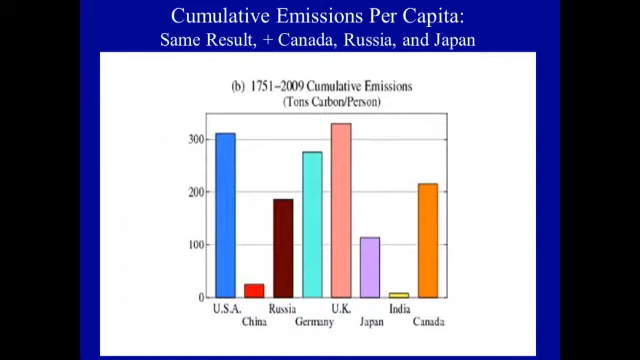 Cumulative Emissions Per Capita:
Same Result, + Canada, Russia, and Japan
(b) 1751–2009 Cumulative Emissions
(Tons Carbon/Person)
300
200
100
0
U.S.A.
China
Russia
Germany
U.K.
Japan
India
Canada